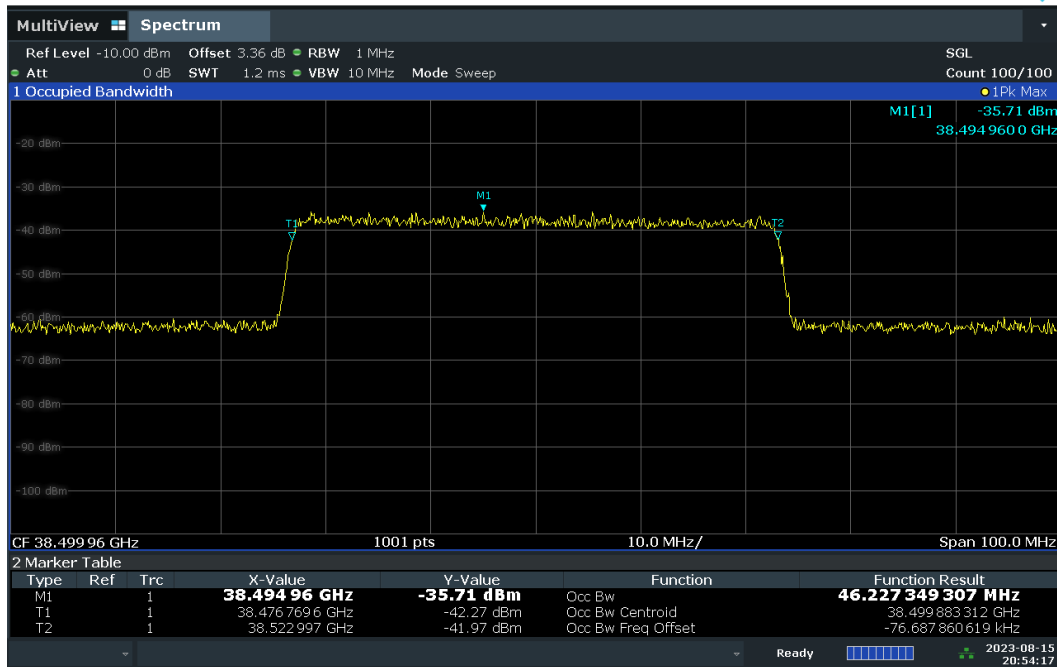 MultiView Spectrum
Ref Level -10.00 dBm Offset 3.36 dB RBW 1 MHz SGL
Att 0 dB SWT 1.2 ms VBW 10 MHz Mode Sweep Count 100/100
1 Occupied Bandwidth 1Pk Max
M1[1] -35.71 dBm
38.494 960 0 GHz
-20 dBm
-30 dBm
M1
T1 T2
-40 dBm
-50 dBm
-60 dBm
-70 dBm
-80 dBm
-90 dBm
-100 dBm
CF 38.499 96 GHz 1001 pts 10.0 MHz/ Span 100.0 MHz
2 Marker Table
Type Ref Trc X-Value Y-Value Function Function Result
M1 1 38.494 96 GHz -35.71 dBm Occ Bw 46.227 349 307 MHz
T1 1 38.476 769 6 GHz -42.27 dBm Occ Bw Centroid 38.499 883 312 GHz
T2 1 38.522 997 GHz -41.97 dBm Occ Bw Freq Offset -76.687 860 619 kHz
Ready 2023-08-15
20:54:17